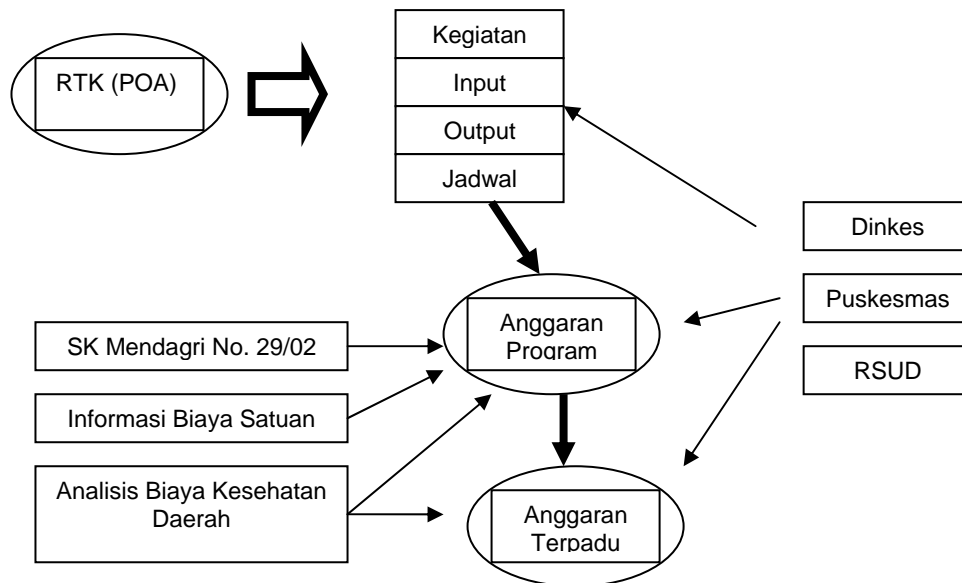 RTK (POA)
Kegiatan
Input
Output
Jadwal
Dinkes
Puskesmas
RSUD
Anggaran
Program
SK Mendagri No. 29/02
Informasi Biaya Satuan
Analisis Biaya Kesehatan
Daerah
Anggaran
Terpadu